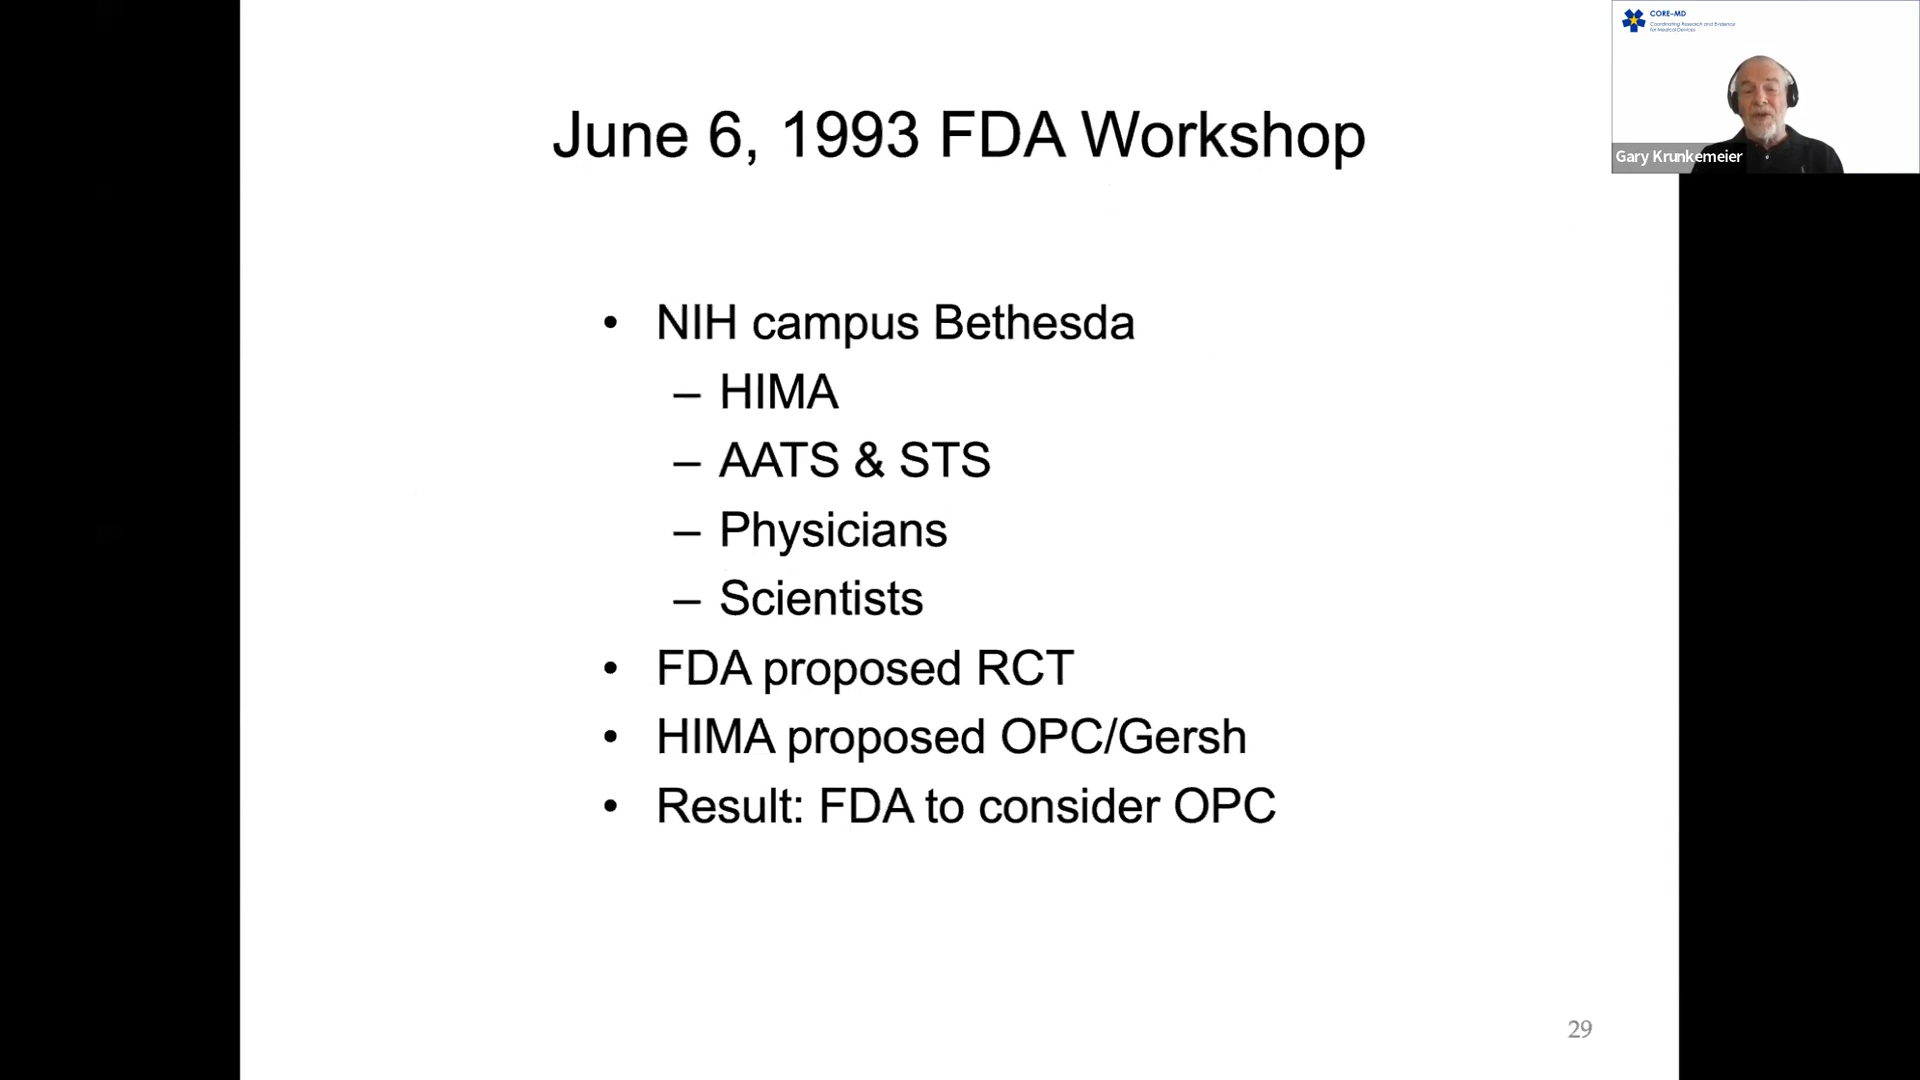 June 6, 1993 FDA Workshop
• NIH campus Bethesda
– HIMA
– AATS & STS
– Physicians
– Scientists
• FDA proposed RCT
• HIMA proposed OPC/Gersh
• Result: FDA to consider OPC
29
CORE-MD
Coordinating Research and Evidence
for Medical Devices
Gary Krunkemeier